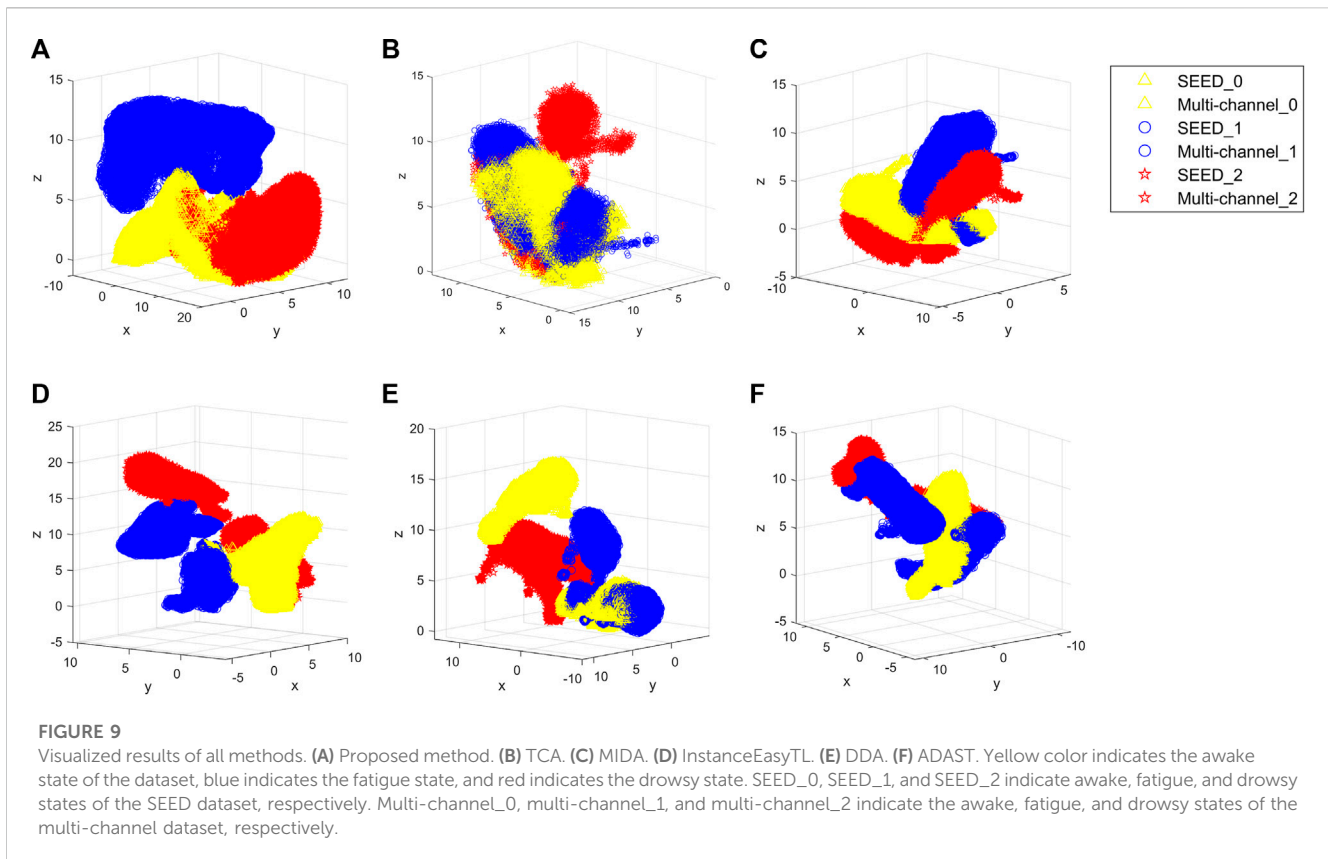 A
15
10
5
0
z
-10
0
10
20
x
0
5
10
y
B
15
10
5
0
z
10
5
0
x
15
10
5
0
y
C
15
10
5
0
-5
z
-10
0
10
x
-5
0
5
y
SEED_0
Multi-channel_0
SEED_1
Multi-channel_1
SEED_2
Multi-channel_2
D
25
20
15
10
5
0
-5
z
10
5
0
-5
y
0
5
10
x
E
20
15
10
5
0
z
10
0
-10
x
10
0
y
F
15
10
5
0
-5
z
10
5
0
-5
x
10
0
-10
y
FIGURE 9
Visualized results of all methods. (A) Proposed method. (B) TCA. (C) MIDA. (D) InstanceEasyTL. (E) DDA. (F) ADAST. Yellow color indicates the awake
state of the dataset, blue indicates the fatigue state, and red indicates the drowsy state. SEED_0, SEED_1, and SEED_2 indicate awake, fatigue, and drowsy
states of the SEED dataset, respectively. Multi-channel_0, multi-channel_1, and multi-channel_2 indicate the awake, fatigue, and drowsy states of the
multi-channel dataset, respectively.